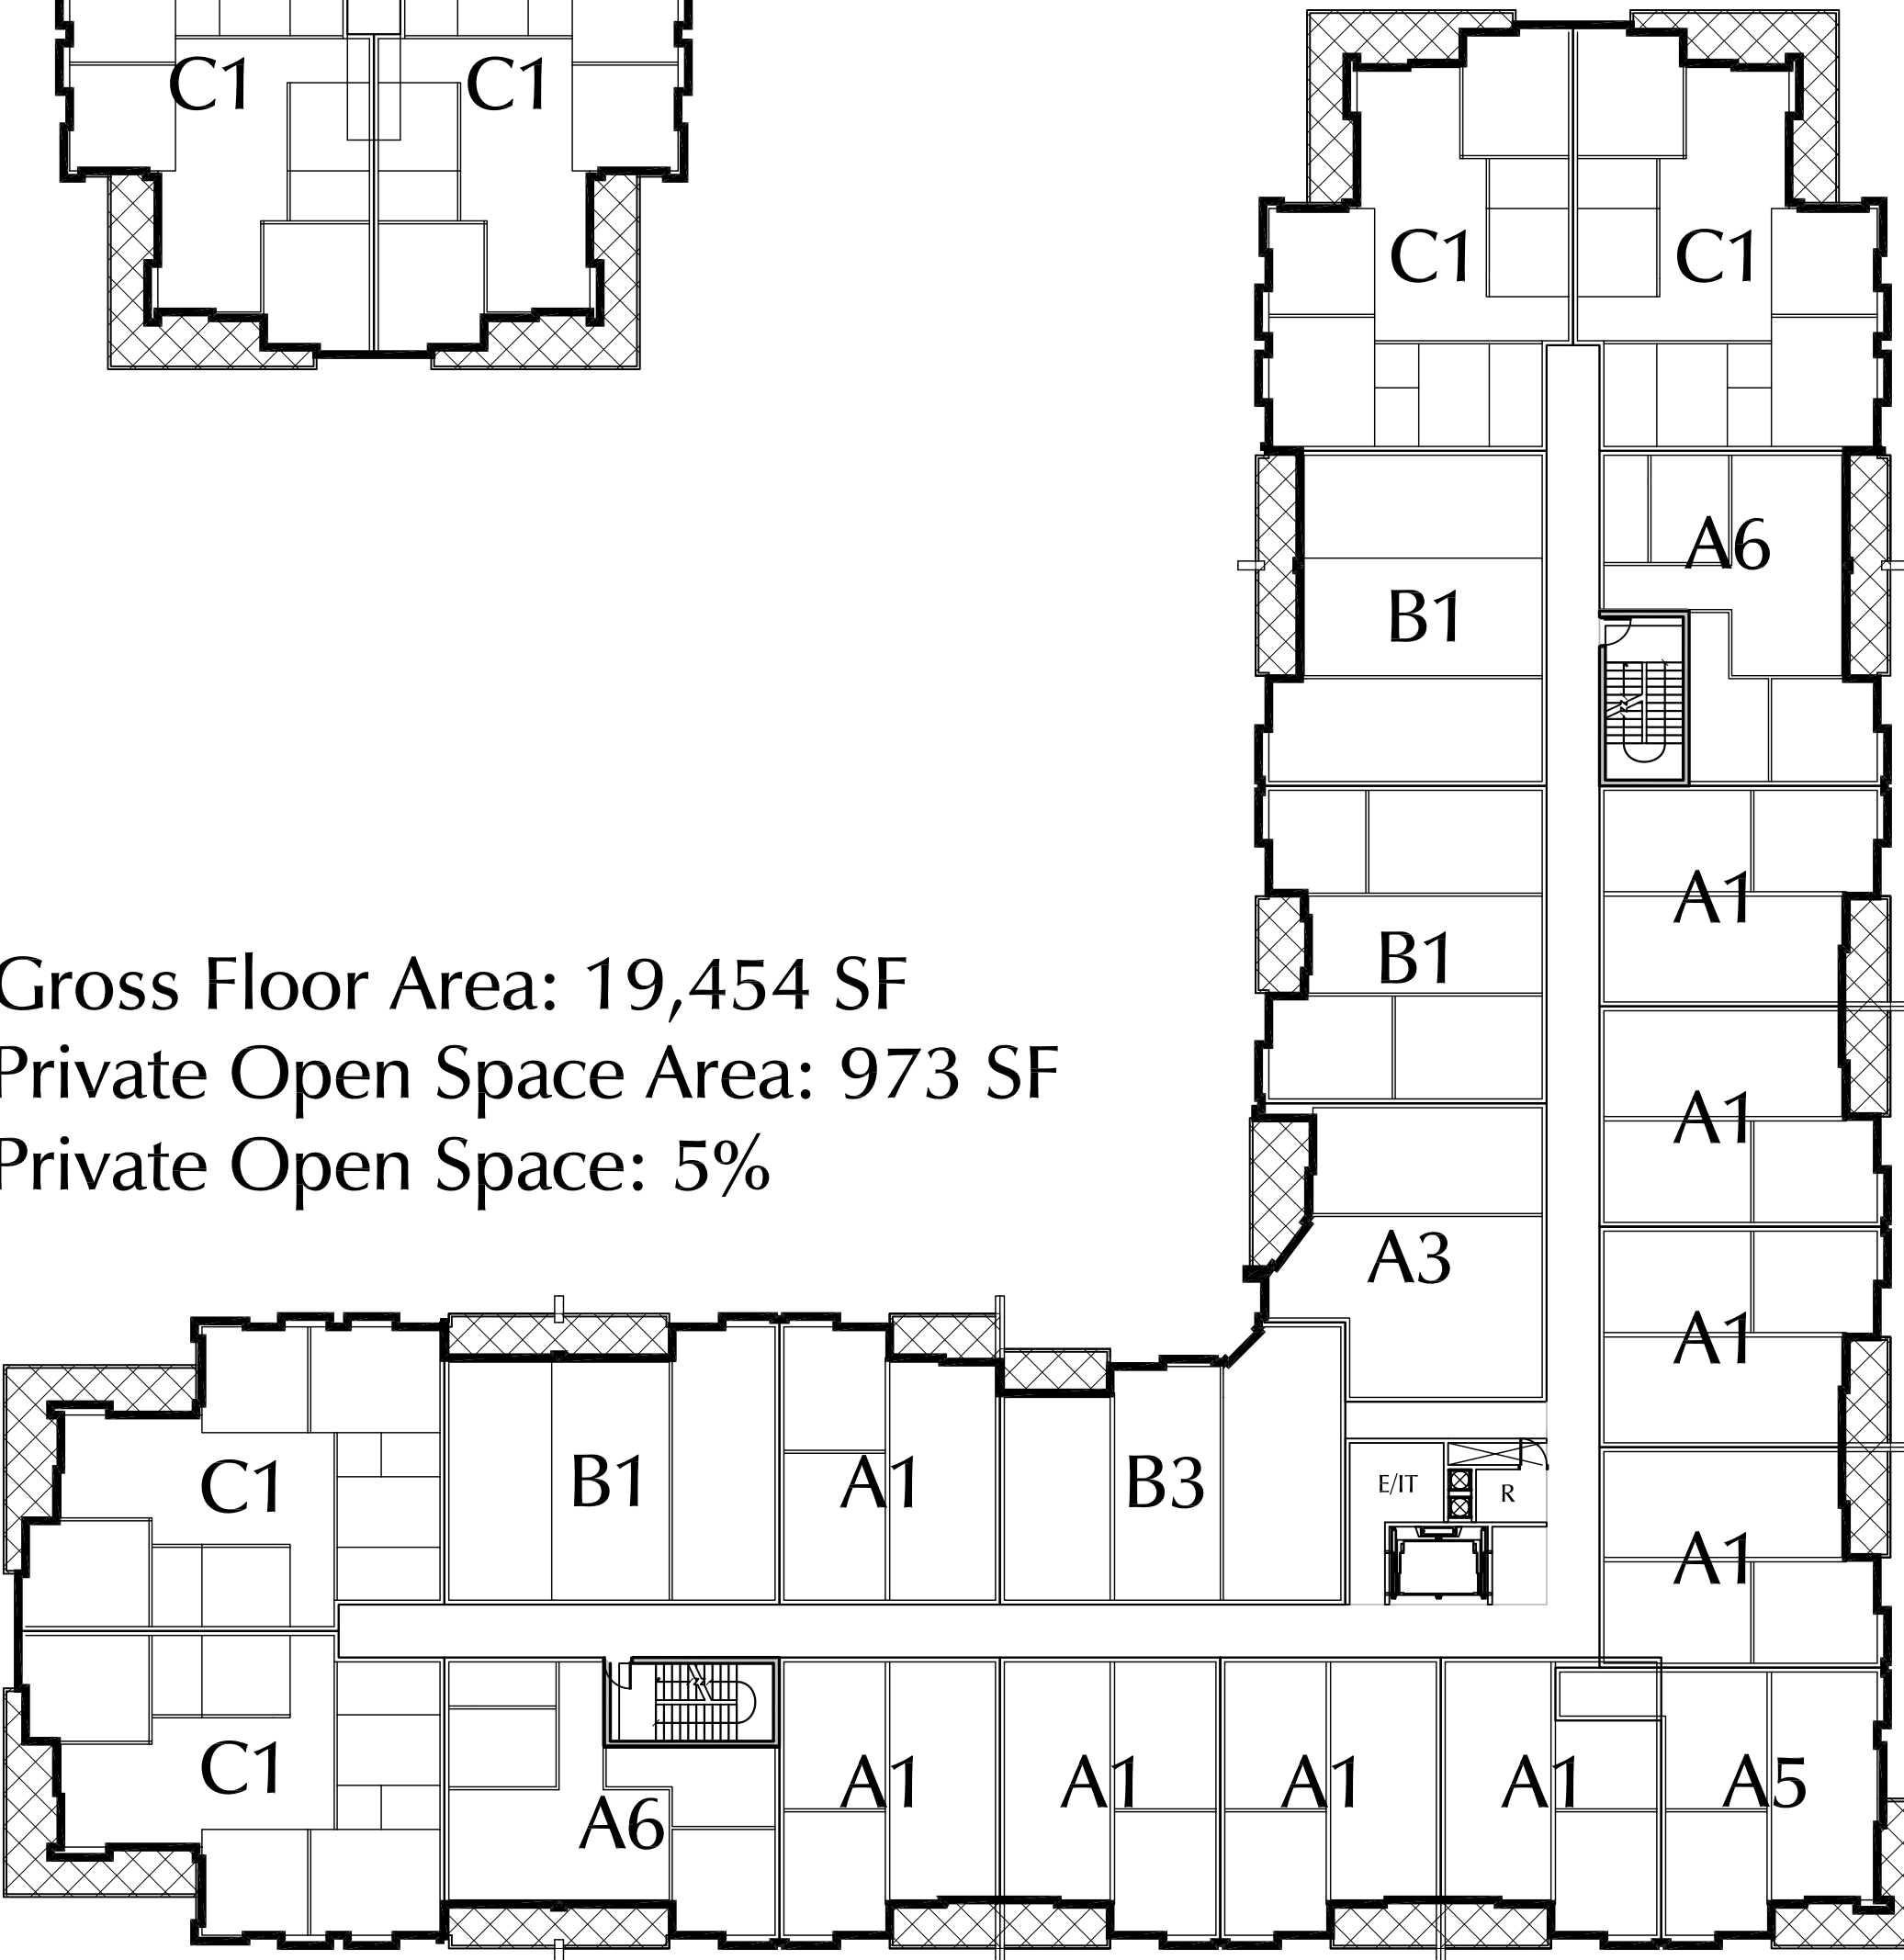 C1 C1
C1 C1
A6
B1
A1
B1
Gross Floor Area: 19,454 SF
Private Open Space Area: 973 SF
Private Open Space: 5%
A1
A3
A1
C1 B1 A1 B3 E/IT R
A1
C1 A6 A1 A1 A1 A1 A5